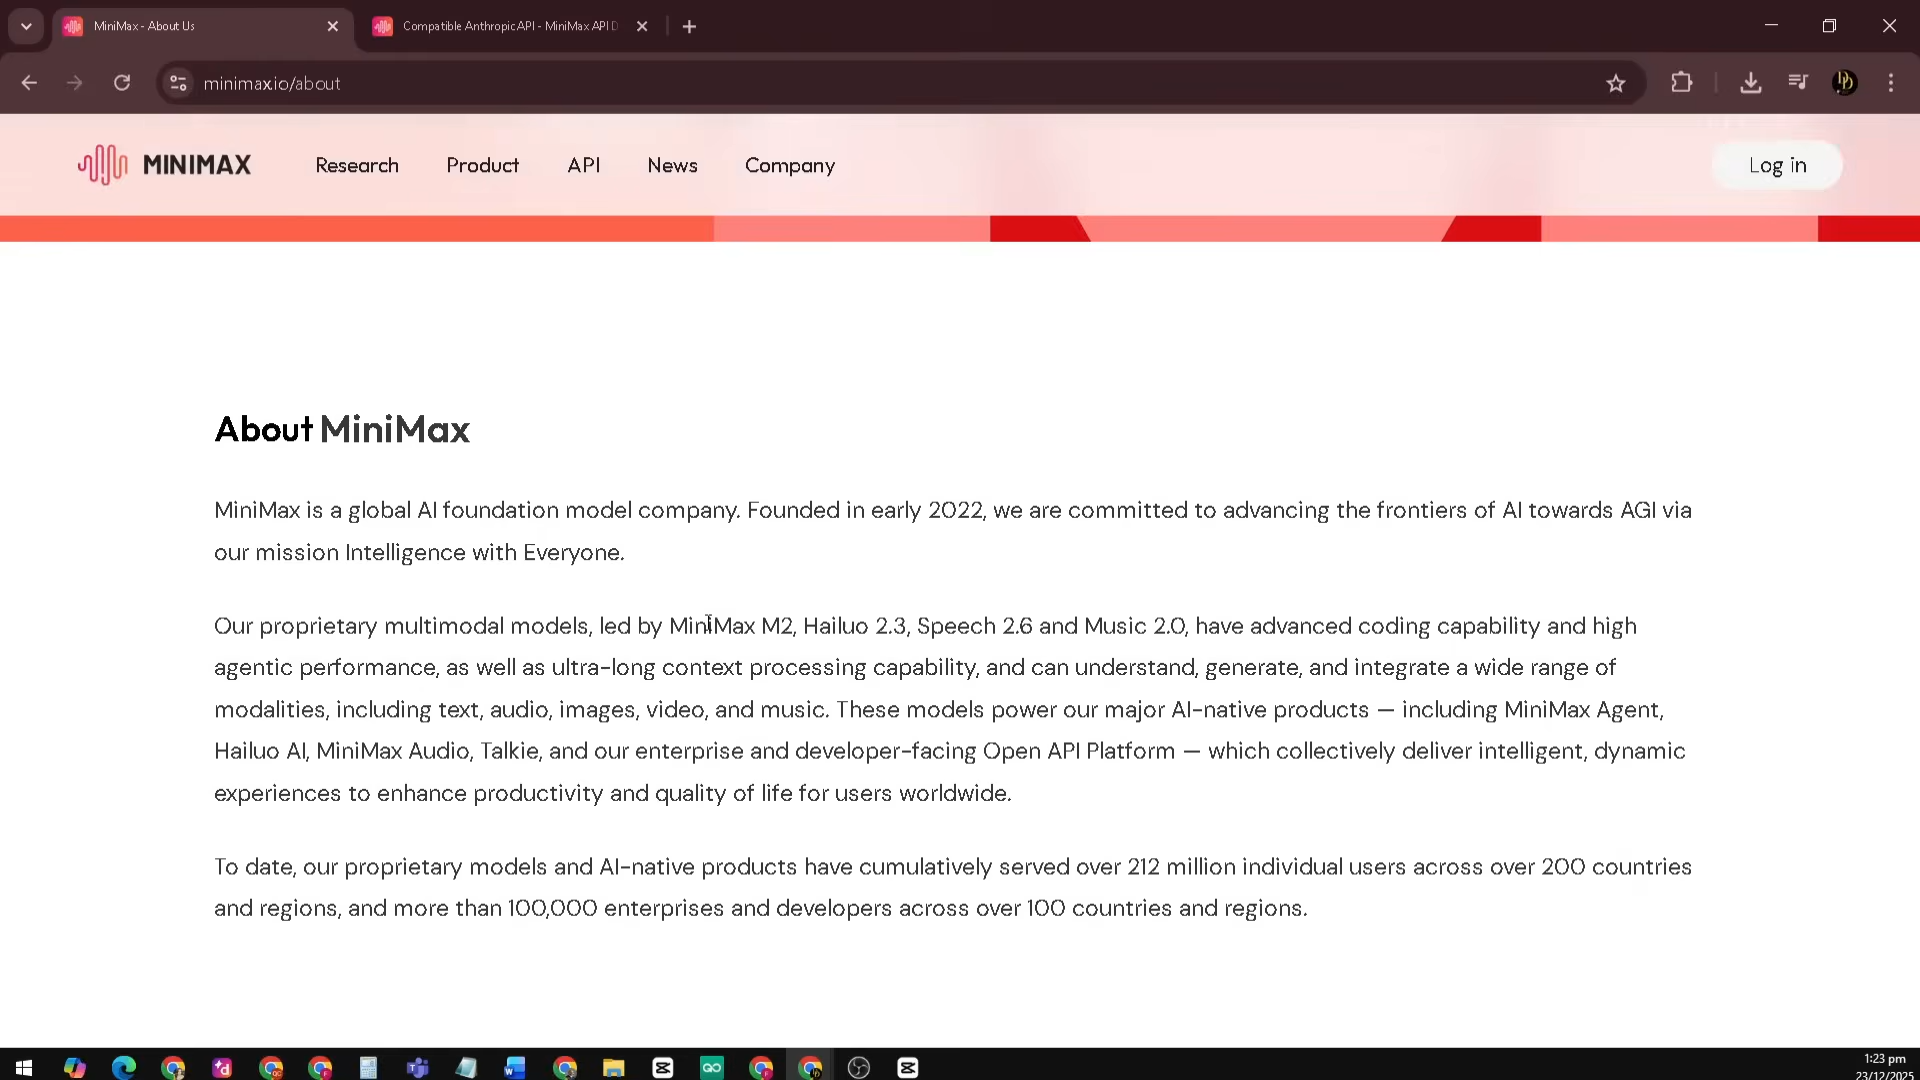 MiniMax - About Us
Compatible Anthropic API - MiniMax API D
minimax.io/about
MINIMAX
Research
Product
API
News
Company
Log in
About MiniMax
MiniMax is a global AI foundation model company. Founded in early 2022, we are committed to advancing the frontiers of AI towards AGI via
our mission Intelligence with Everyone.
Our proprietary multimodal models, led by MiniMax M2, Hailuo 2.3, Speech 2.6 and Music 2.0, have advanced coding capability and high
agentic performance, as well as ultra-long context processing capability, and can understand, generate, and integrate a wide range of
modalities, including text, audio, images, video, and music. These models power our major AI-native products — including MiniMax Agent,
Hailuo AI, MiniMax Audio, Talkie, and our enterprise and developer-facing Open API Platform — which collectively deliver intelligent, dynamic
experiences to enhance productivity and quality of life for users worldwide.
To date, our proprietary models and AI-native products have cumulatively served over 212 million individual users across over 200 countries
and regions, and more than 100,000 enterprises and developers across over 100 countries and regions.
1:23 pm
23/12/2025